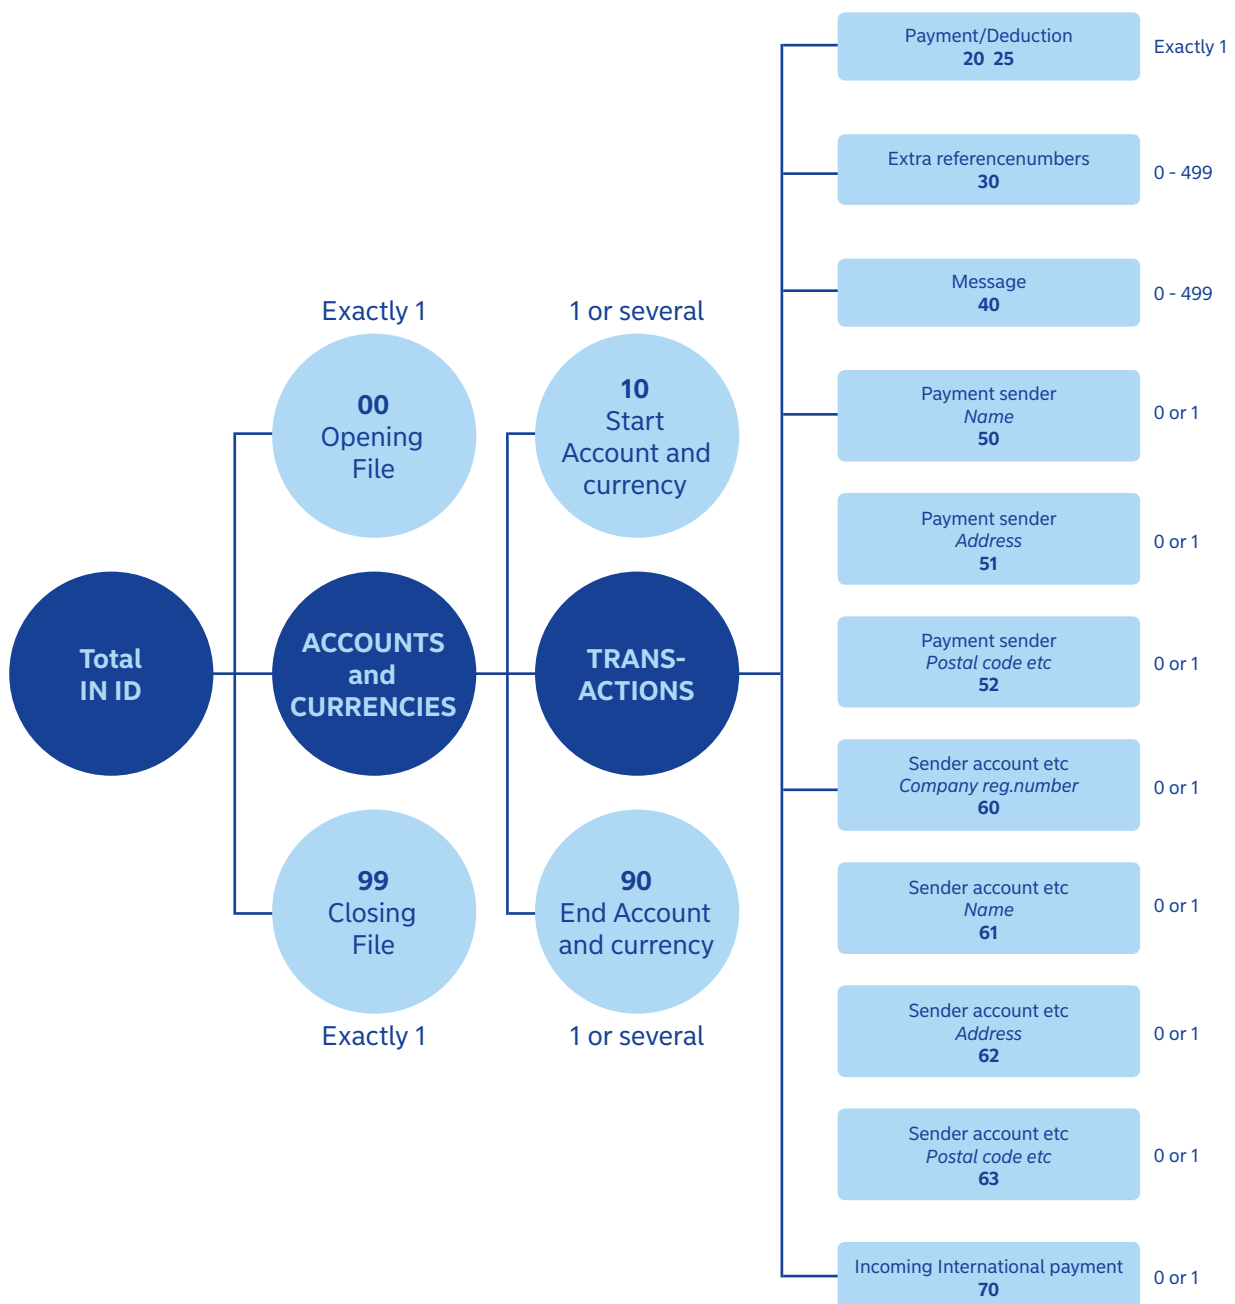 Total
IN ID
Exactly 1
00
Opening
File
ACCOUNTS
and
CURRENCIES
99
Closing
File
Exactly 1
1 or several
10
Start
Account and
currency
TRANS-
ACTIONS
90
End Account
and currency
1 or several
Payment/Deduction
20 25
Exactly 1
Extra referencenumbers
30
0 - 499
Message
40
0 - 499
Payment sender
Name
50
0 or 1
Payment sender
Address
51
0 or 1
Payment sender
Postal code etc
52
0 or 1
Sender account etc
Company reg.number
60
0 or 1
Sender account etc
Name
61
0 or 1
Sender account etc
Address
62
0 or 1
Sender account etc
Postal code etc
63
0 or 1
Incoming International payment
70
0 or 1